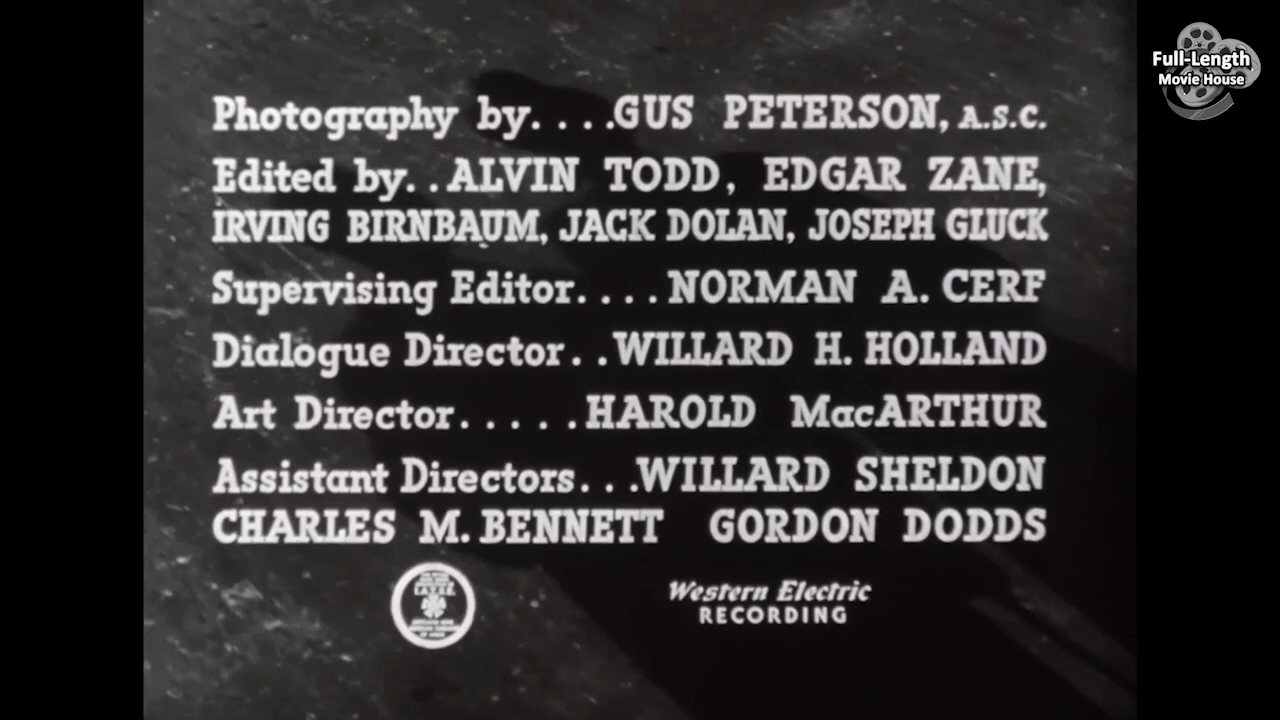 Full-Length
Movie House
Photography by....GUS PETERSON, A.S.C.
Edited by..ALVIN TODD, EDGAR ZANE,
IRVING BIRNBAUM, JACK DOLAN, JOSEPH GLUCK
Supervising Editor....NORMAN A. CERF
Dialogue Director..WILLARD H. HOLLAND
Art Director.....HAROLD MacARTHUR
Assistant Directors...WILLARD SHELDON
CHARLES M. BENNETT GORDON DODDS
I.A.T.S.E.
Western Electric
RECORDING